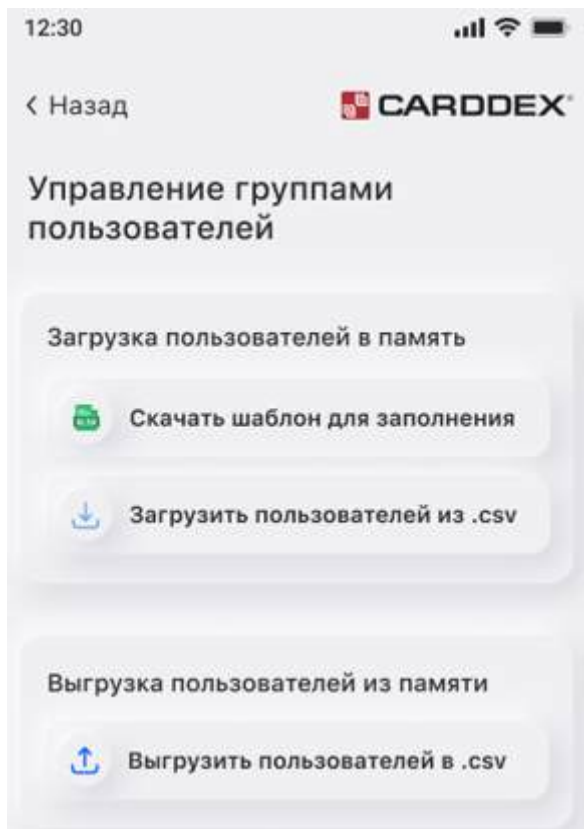 12:30
< Назад
CARDDEX
Управление группами
пользователей
Загрузка пользователей в память
Скачать шаблон для заполнения
Загрузить пользователей из .csv
Выгрузка пользователей из памяти
Выгрузить пользователей в .csv